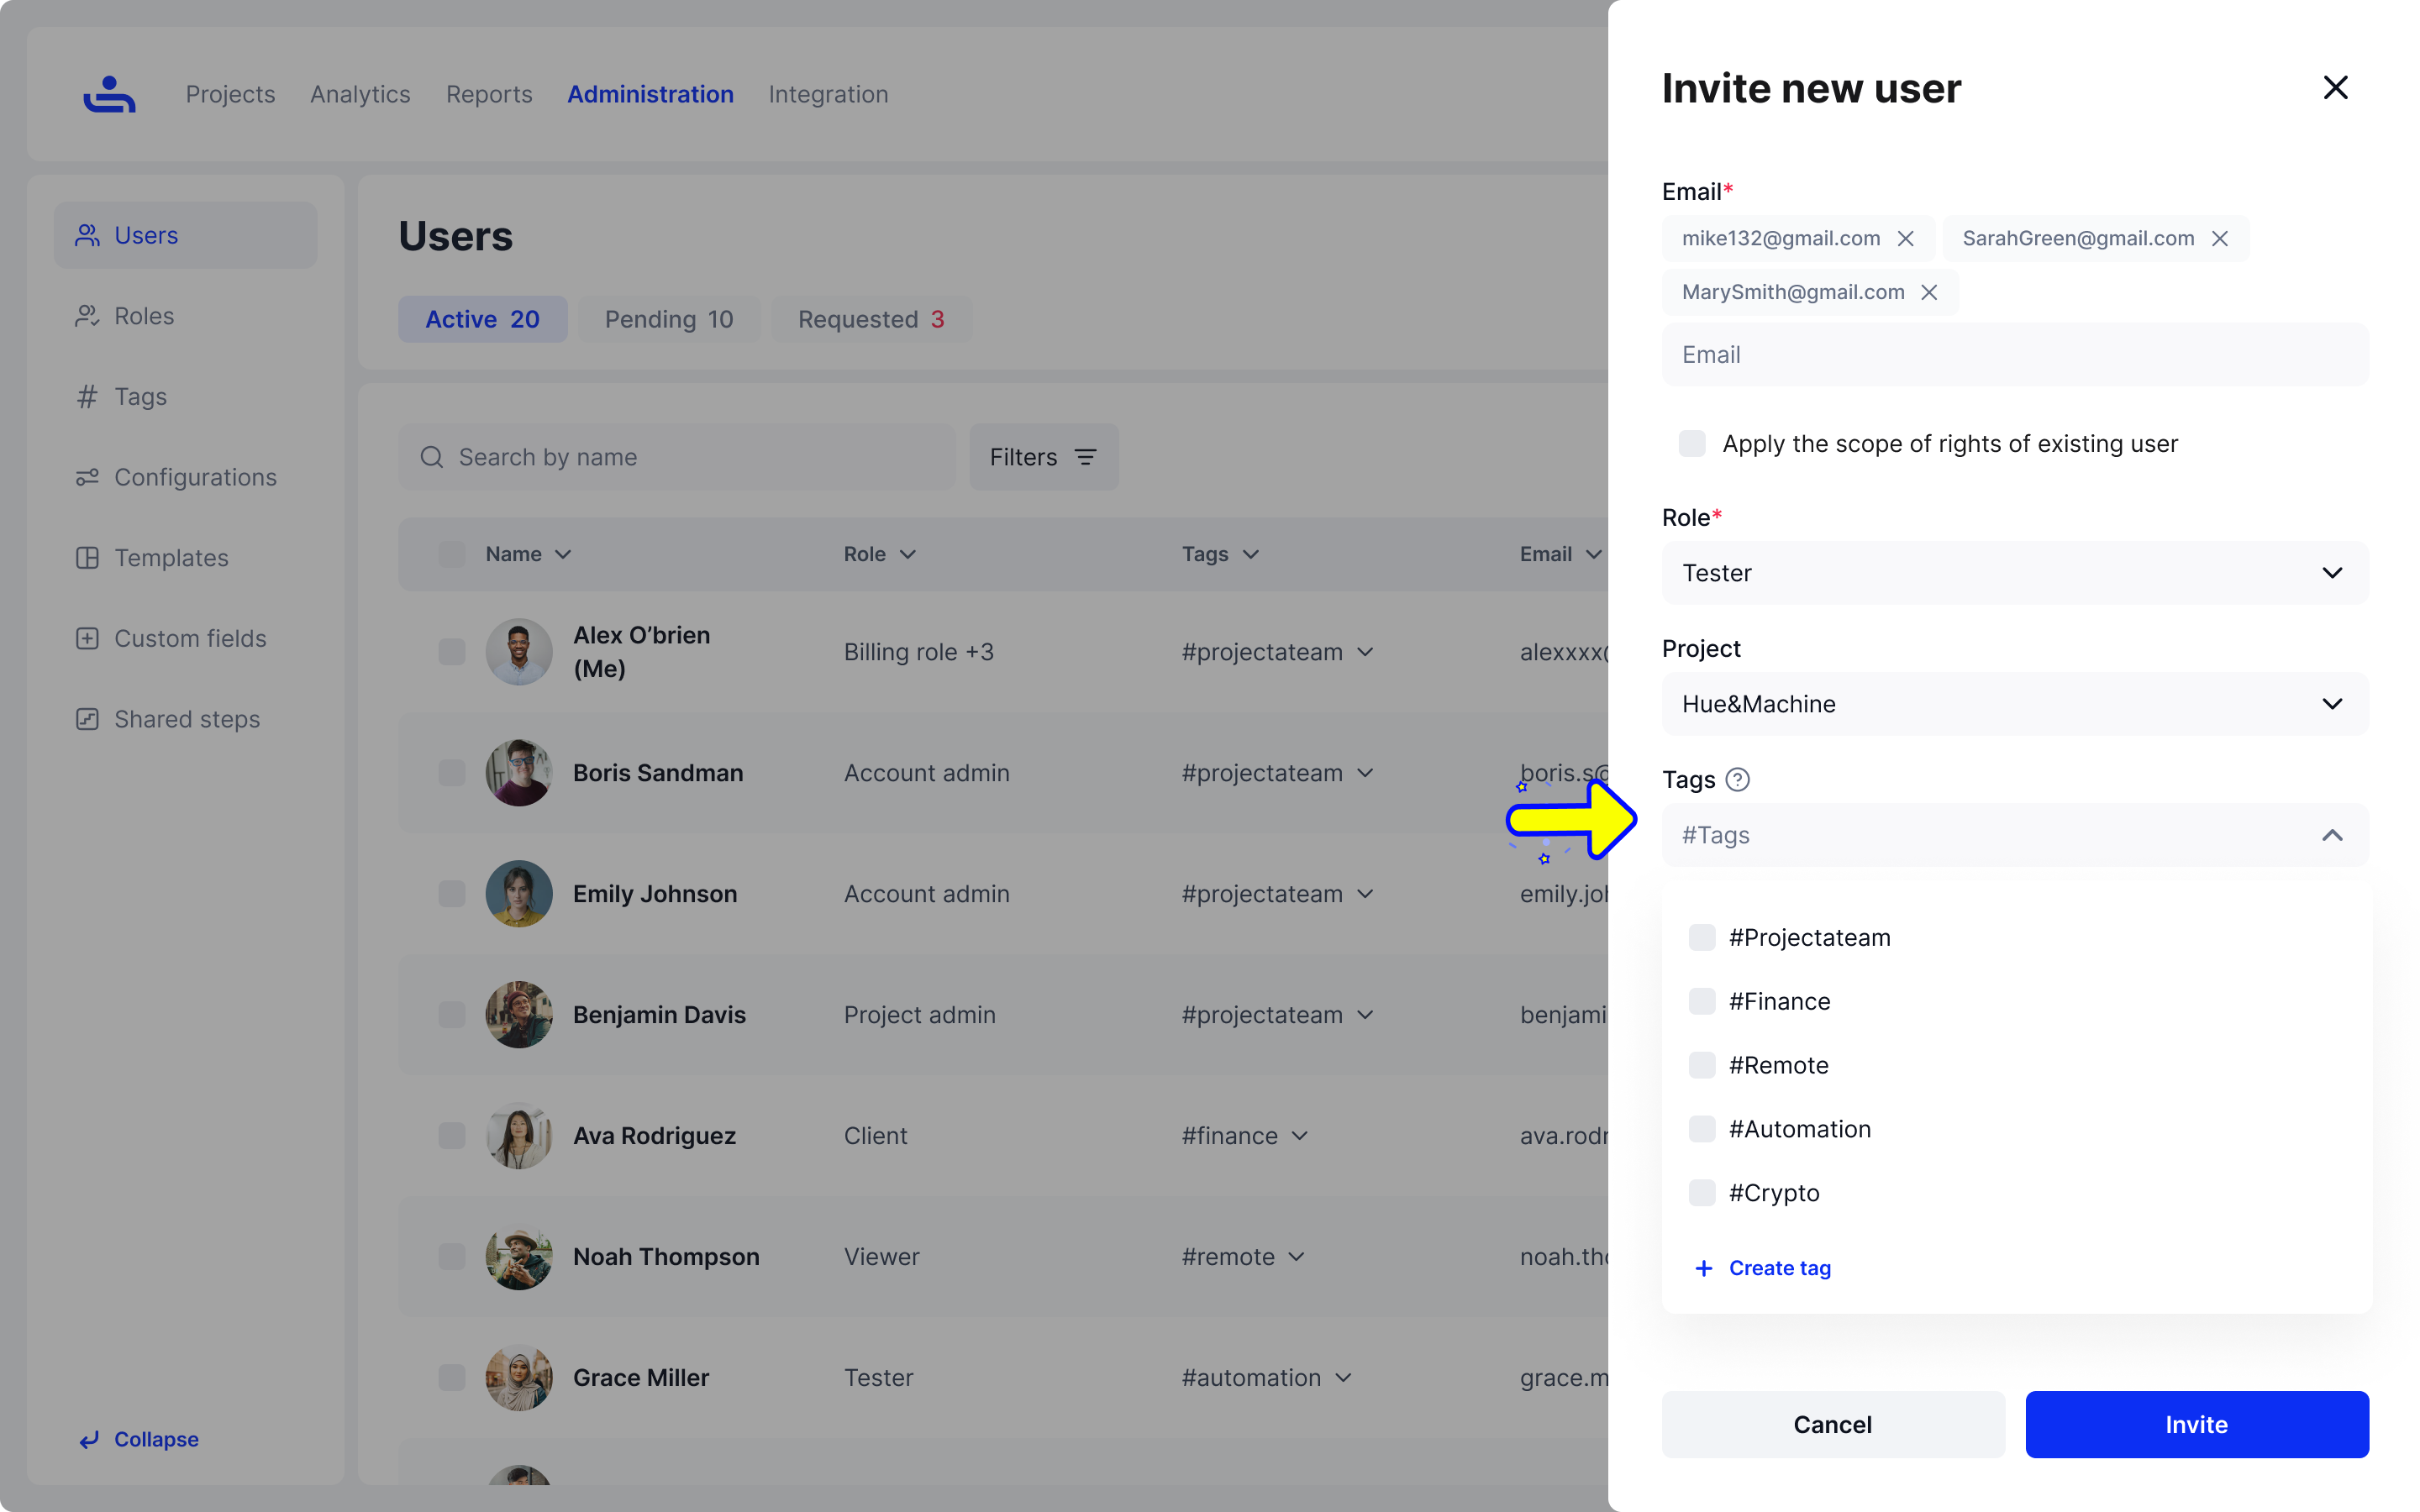 Projects Analytics Reports Administration Integration
Users
Roles
Tags
Configurations
Templates
Custom fields
Shared steps
Collapse
Users
Active 20 Pending 10 Requested 3
Search by name Filters
Name Role Tags Email
Alex O’brien
(Me)
Billing role +3 #projectateam alexxxx@
Boris Sandman Account admin #projectateam boris.s@
Emily Johnson Account admin #projectateam emily.joh
Benjamin Davis Project admin #projectateam benjami
Ava Rodriguez Client #finance ava.rodr
Noah Thompson Viewer #remote noah.tho
Grace Miller Tester #automation grace.m
Invite new user
Email*
mike132@gmail.com SarahGreen@gmail.com
MarySmith@gmail.com
Email
Apply the scope of rights of existing user
Role*
Tester
Project
Hue&Machine
Tags ?
#Tags
#Projectateam
#Finance
#Remote
#Automation
#Crypto
+ Create tag
Cancel Invite